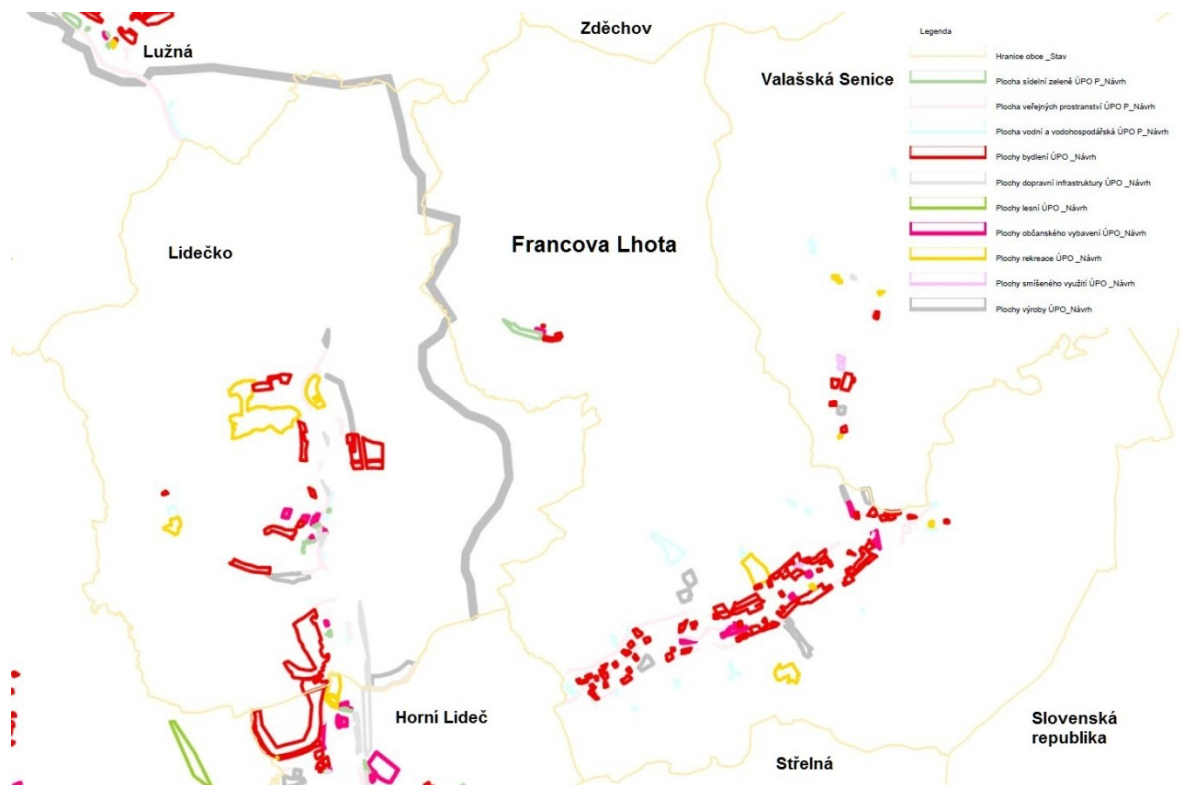 Zděchov
Lužná
Valašská Senice
Francova Lhota
Lidečko
Horní Lideč
Střelná
Slovenská
republika
Legenda
Hranice obce _Stav
Plocha sídelní zeleně ÚPO P_Návrh
Plocha veřejných prostranství ÚPO P_Návrh
Plocha vodní a vodohospodářská ÚPO P_Návrh
Plochy bydlení ÚPO _Návrh
Plochy dopravní infrastruktury ÚPO _Návrh
Plochy lesní ÚPO _Návrh
Plochy občanského vybavení ÚPO_Návrh
Plochy rekreace ÚPO _Návrh
Plochy smíšeného využití ÚPO _Návrh
Plochy výroby ÚPO_Návrh